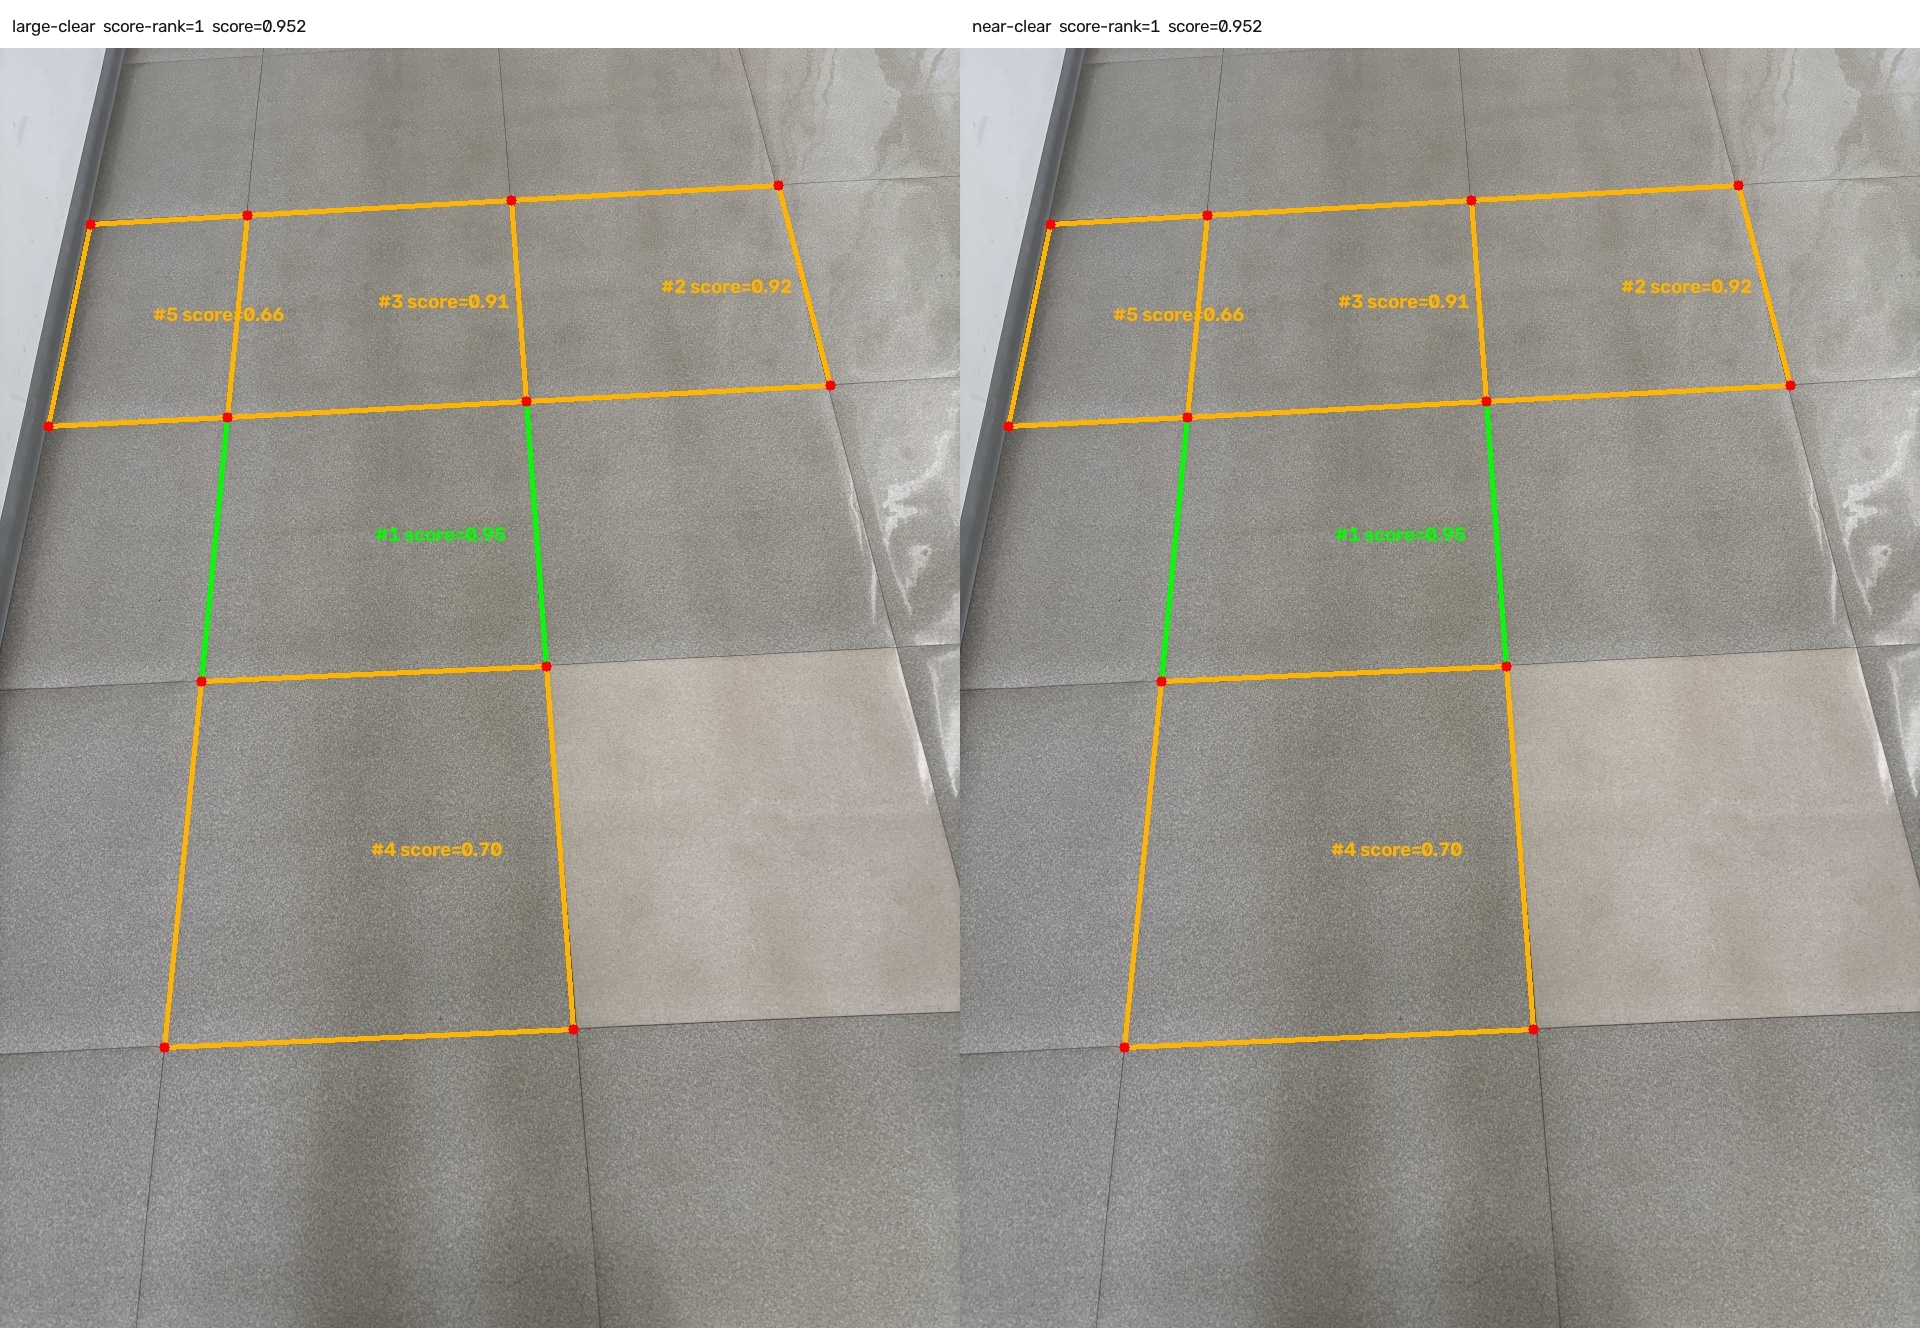 large-clear score-rank=1 score=0.952
near-clear score-rank=1 score=0.952
#2 score=0.92
#3 score=0.91
#5 score=0.66
#1 score=0.95
#4 score=0.70
#2 score=0.92
#3 score=0.91
#5 score=0.66
#1 score=0.95
#4 score=0.70